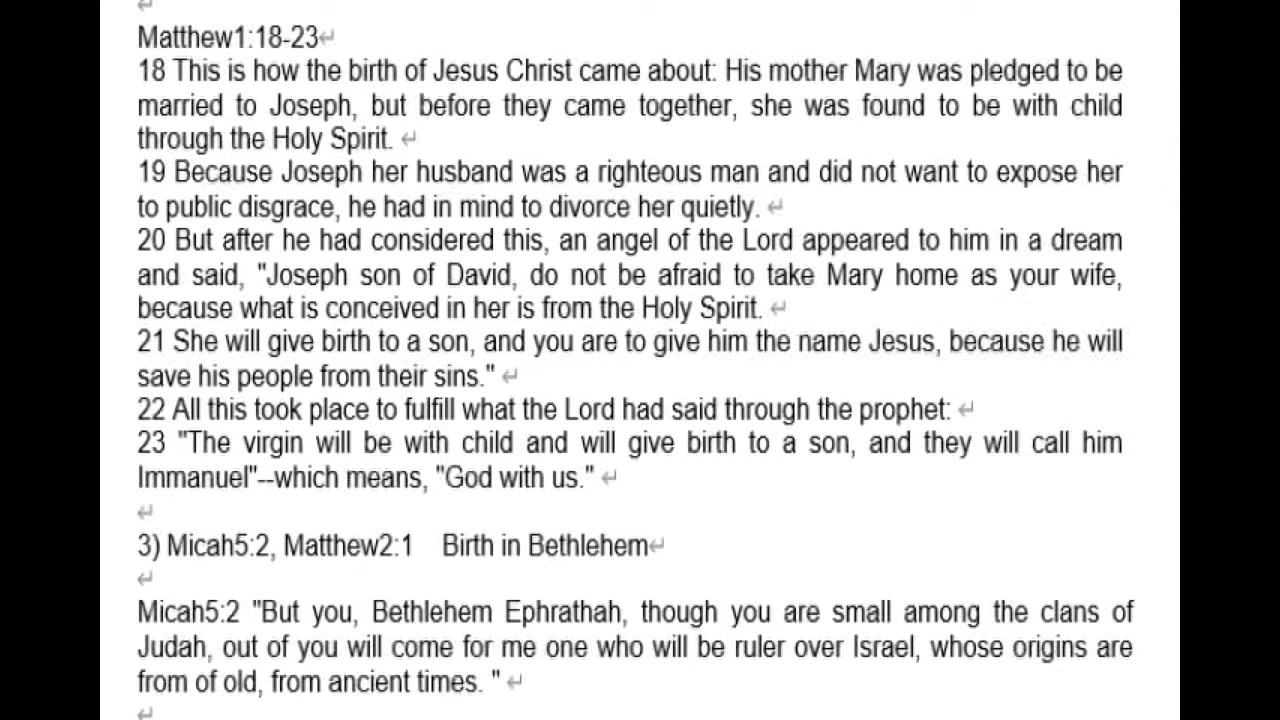 Matthew1:18-23
18 This is how the birth of Jesus Christ came about: His mother Mary was pledged to be
married to Joseph, but before they came together, she was found to be with child
through the Holy Spirit.
19 Because Joseph her husband was a righteous man and did not want to expose her
to public disgrace, he had in mind to divorce her quietly.
20 But after he had considered this, an angel of the Lord appeared to him in a dream
and said, "Joseph son of David, do not be afraid to take Mary home as your wife,
because what is conceived in her is from the Holy Spirit.
21 She will give birth to a son, and you are to give him the name Jesus, because he will
save his people from their sins."
22 All this took place to fulfill what the Lord had said through the prophet:
23 "The virgin will be with child and will give birth to a son, and they will call him
Immanuel"--which means, "God with us."
3) Micah5:2, Matthew2:1 Birth in Bethlehem
Micah5:2 "But you, Bethlehem Ephrathah, though you are small among the clans of
Judah, out of you will come for me one who will be ruler over Israel, whose origins are
from of old, from ancient times. "